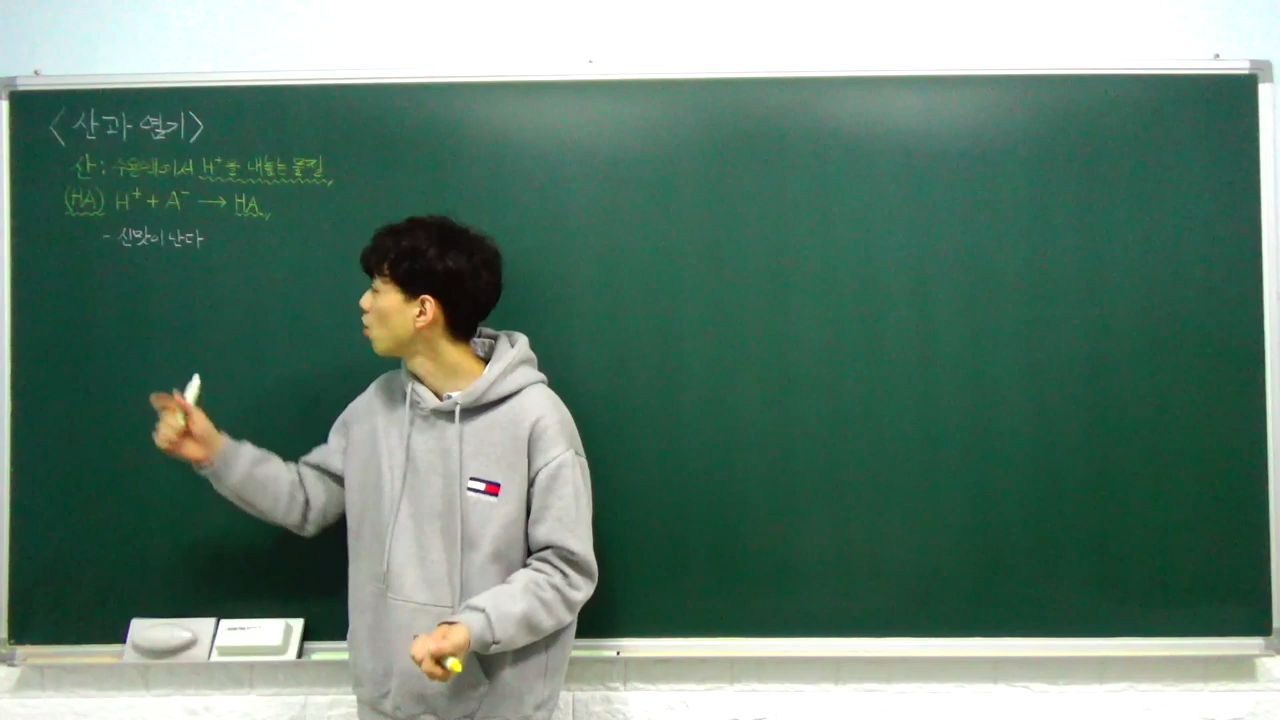 <산과 염기>
산: 수용액에서 H⁺를 내놓는 물질
(HA) H⁺ + A⁻ → HA
- 신맛이 난다